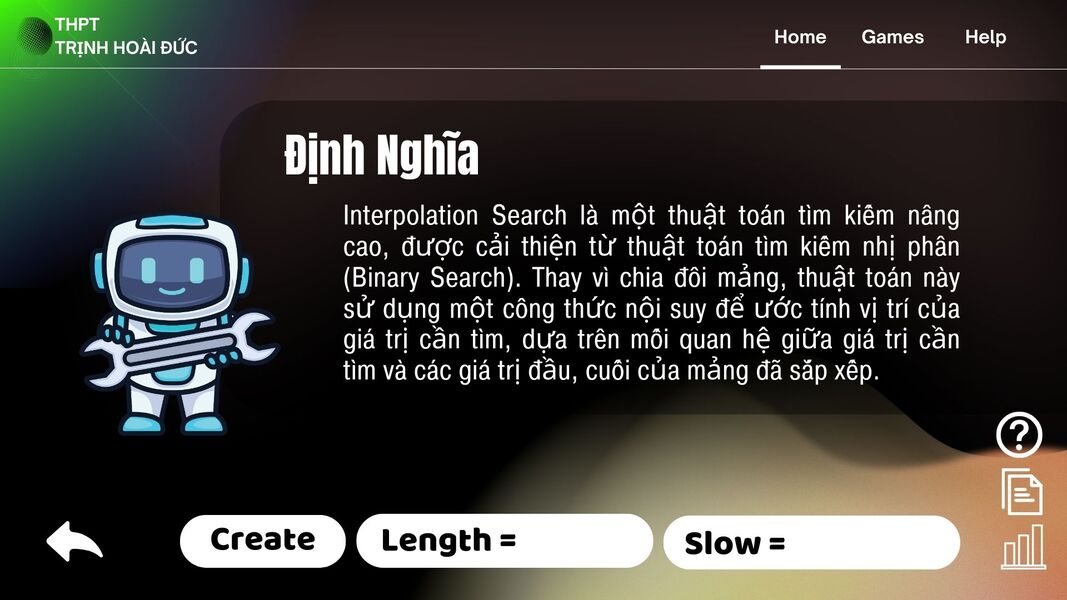 THPT
TRỊNH HOÀI ĐỨC
Home Games Help
Định Nghĩa
Interpolation Search là một thuật toán tìm kiếm nâng
cao, được cải thiện từ thuật toán tìm kiếm nhị phân
(Binary Search). Thay vì chia đôi mảng, thuật toán này
sử dụng một công thức nội suy để ước tính vị trí của
giá trị cần tìm, dựa trên mối quan hệ giữa giá trị cần
tìm và các giá trị đầu, cuối của mảng đã sắp xếp.
Create Length = Slow =